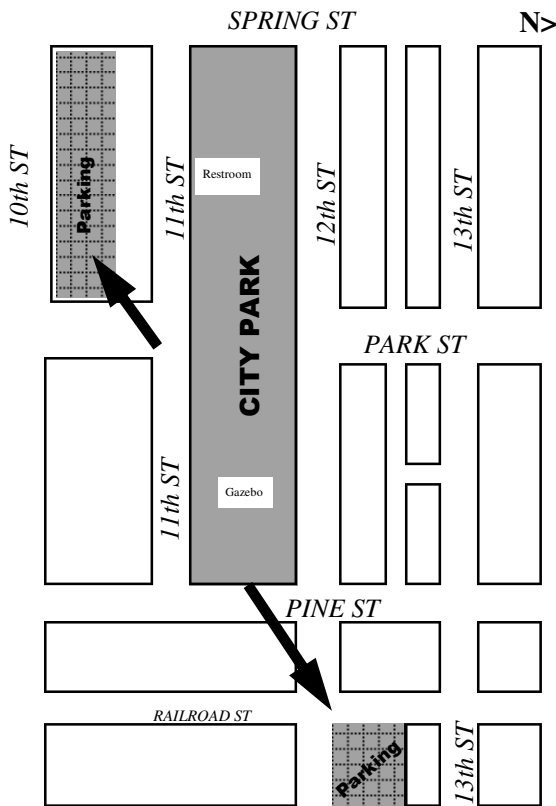 SPRING ST
N>
10th ST
Parking
11th ST
Restroom
12th ST
13th ST
CITY PARK
PARK ST
11th ST
Gazebo
PINE ST
RAILROAD ST
Parking
13th ST